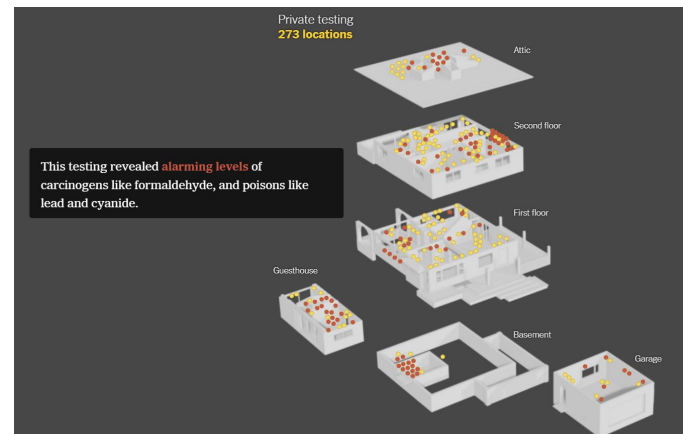 Private testing
273 locations
Attic
Second floor
This testing revealed alarming levels of
carcinogens like formaldehyde, and poisons like
lead and cyanide.
First floor
Guesthouse
Basement
Garage